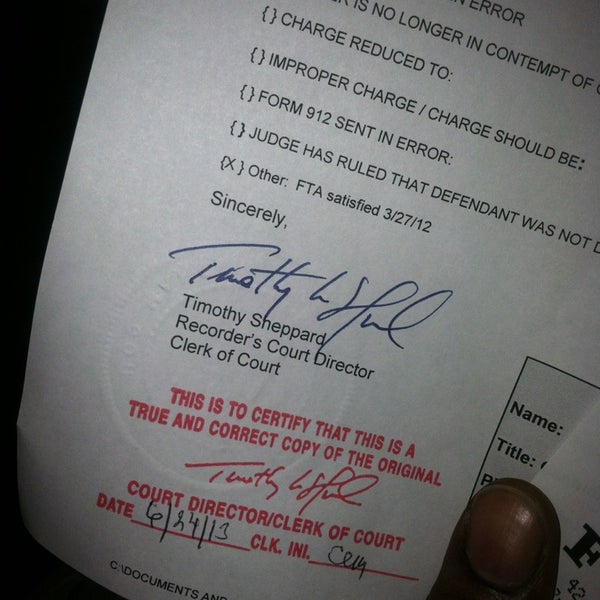 N ERROR
R IS NO LONGER IN CONTEMPT OF C
{ } CHARGE REDUCED TO:
{ } IMPROPER CHARGE / CHARGE SHOULD BE:
{ } FORM 912 SENT IN ERROR:
{ } JUDGE HAS RULED THAT DEFENDANT WAS NOT D
{X } Other: FTA satisfied 3/27/12
Sincerely,
Timothy Sheppard
Recorder's Court Director
Clerk of Court
THIS IS TO CERTIFY THAT THIS IS A
TRUE AND CORRECT COPY OF THE ORIGINAL
COURT DIRECTOR/CLERK OF COURT
DATE 6/24/13 CLK. INI.
C:\DOCUMENTS AND
Name:
Title: